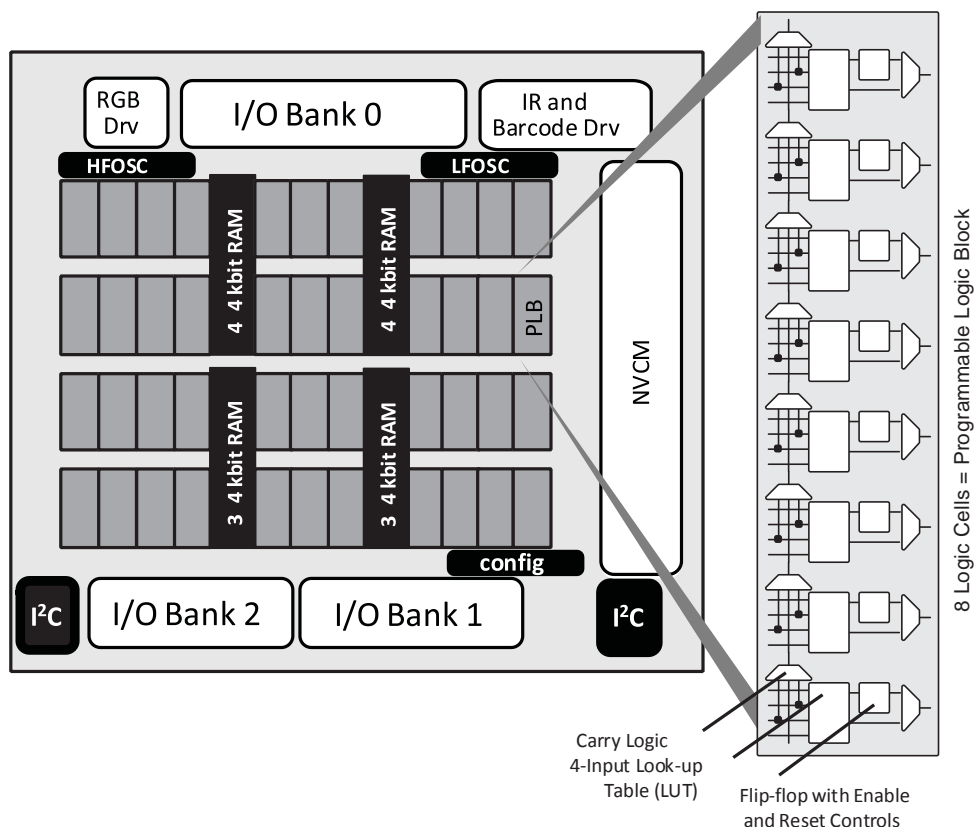 RGB
Drv
I/O Bank 0
IR and
Barcode Drv
HFOSC
LFOSC
4 4 kbit RAM
4 4 kbit RAM
PLB
NVCM
3 4 kbit RAM
3 4 kbit RAM
config
I²C
I/O Bank 2
I/O Bank 1
I²C
8 Logic Cells = Programmable Logic Block
Carry Logic
4-Input Look-up
Table (LUT)
Flip-flop with Enable
and Reset Controls